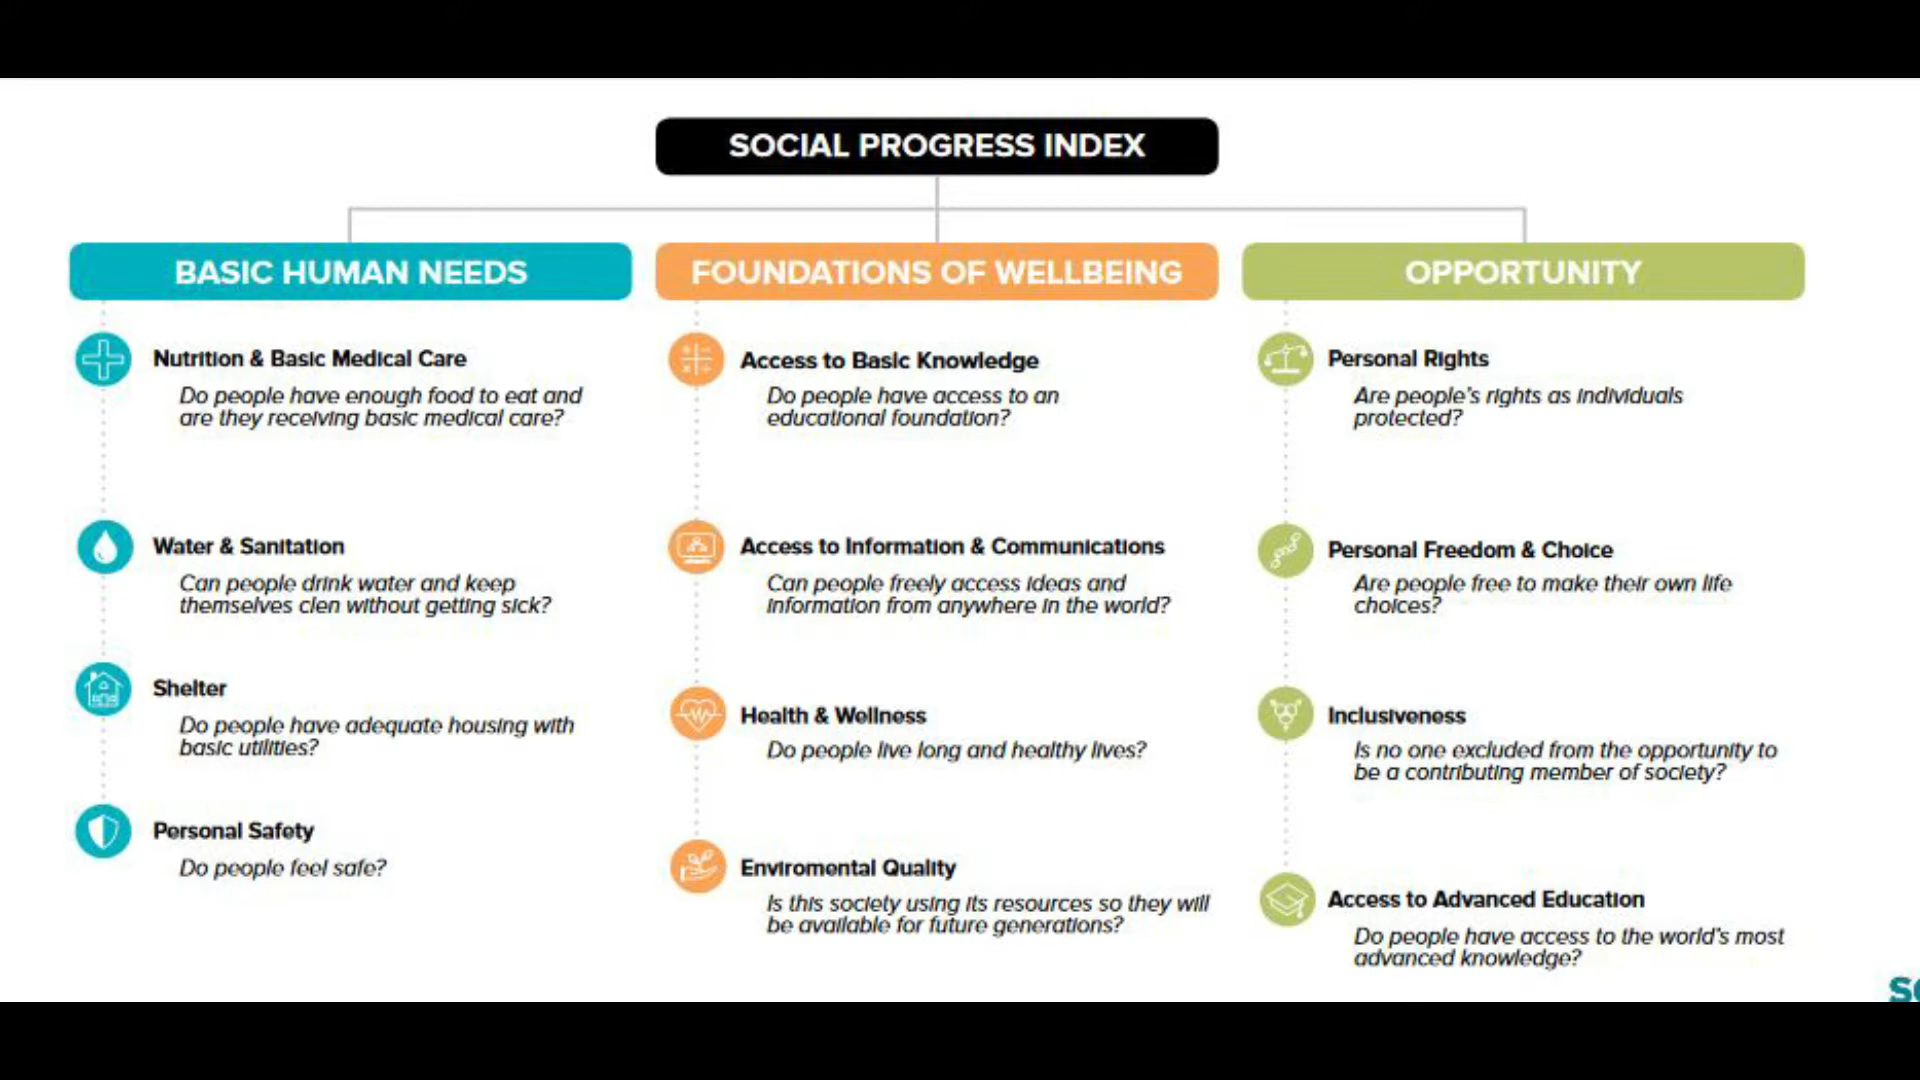 SOCIAL PROGRESS INDEX
BASIC HUMAN NEEDS
Nutrition & Basic Medical Care
Do people have enough food to eat and
are they receiving basic medical care?
Water & Sanitation
Can people drink water and keep
themselves clen without getting sick?
Shelter
Do people have adequate housing with
basic utilities?
Personal Safety
Do people feel safe?
FOUNDATIONS OF WELLBEING
Access to Basic Knowledge
Do people have access to an
educational foundation?
Access to Information & Communications
Can people freely access ideas and
information from anywhere in the world?
Health & Wellness
Do people live long and healthy lives?
Enviromental Quality
Is this society using its resources so they will
be available for future generations?
OPPORTUNITY
Personal Rights
Are people's rights as individuals
protected?
Personal Freedom & Choice
Are people free to make their own life
choices?
Inclusiveness
Is no one excluded from the opportunity to
be a contributing member of society?
Access to Advanced Education
Do people have access to the world's most
advanced knowledge?